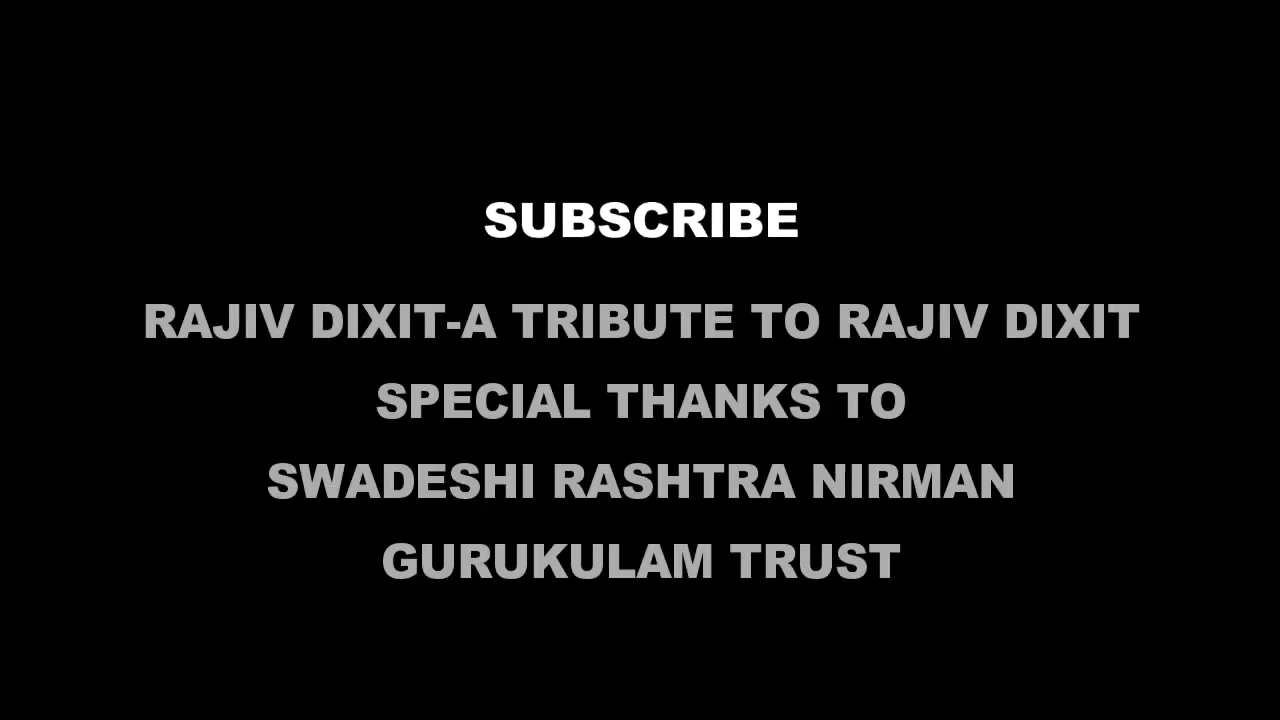 SUBSCRIBE
RAJIV DIXIT-A TRIBUTE TO RAJIV DIXIT
SPECIAL THANKS TO
SWADESHI RASHTRA NIRMAN
GURUKULAM TRUST